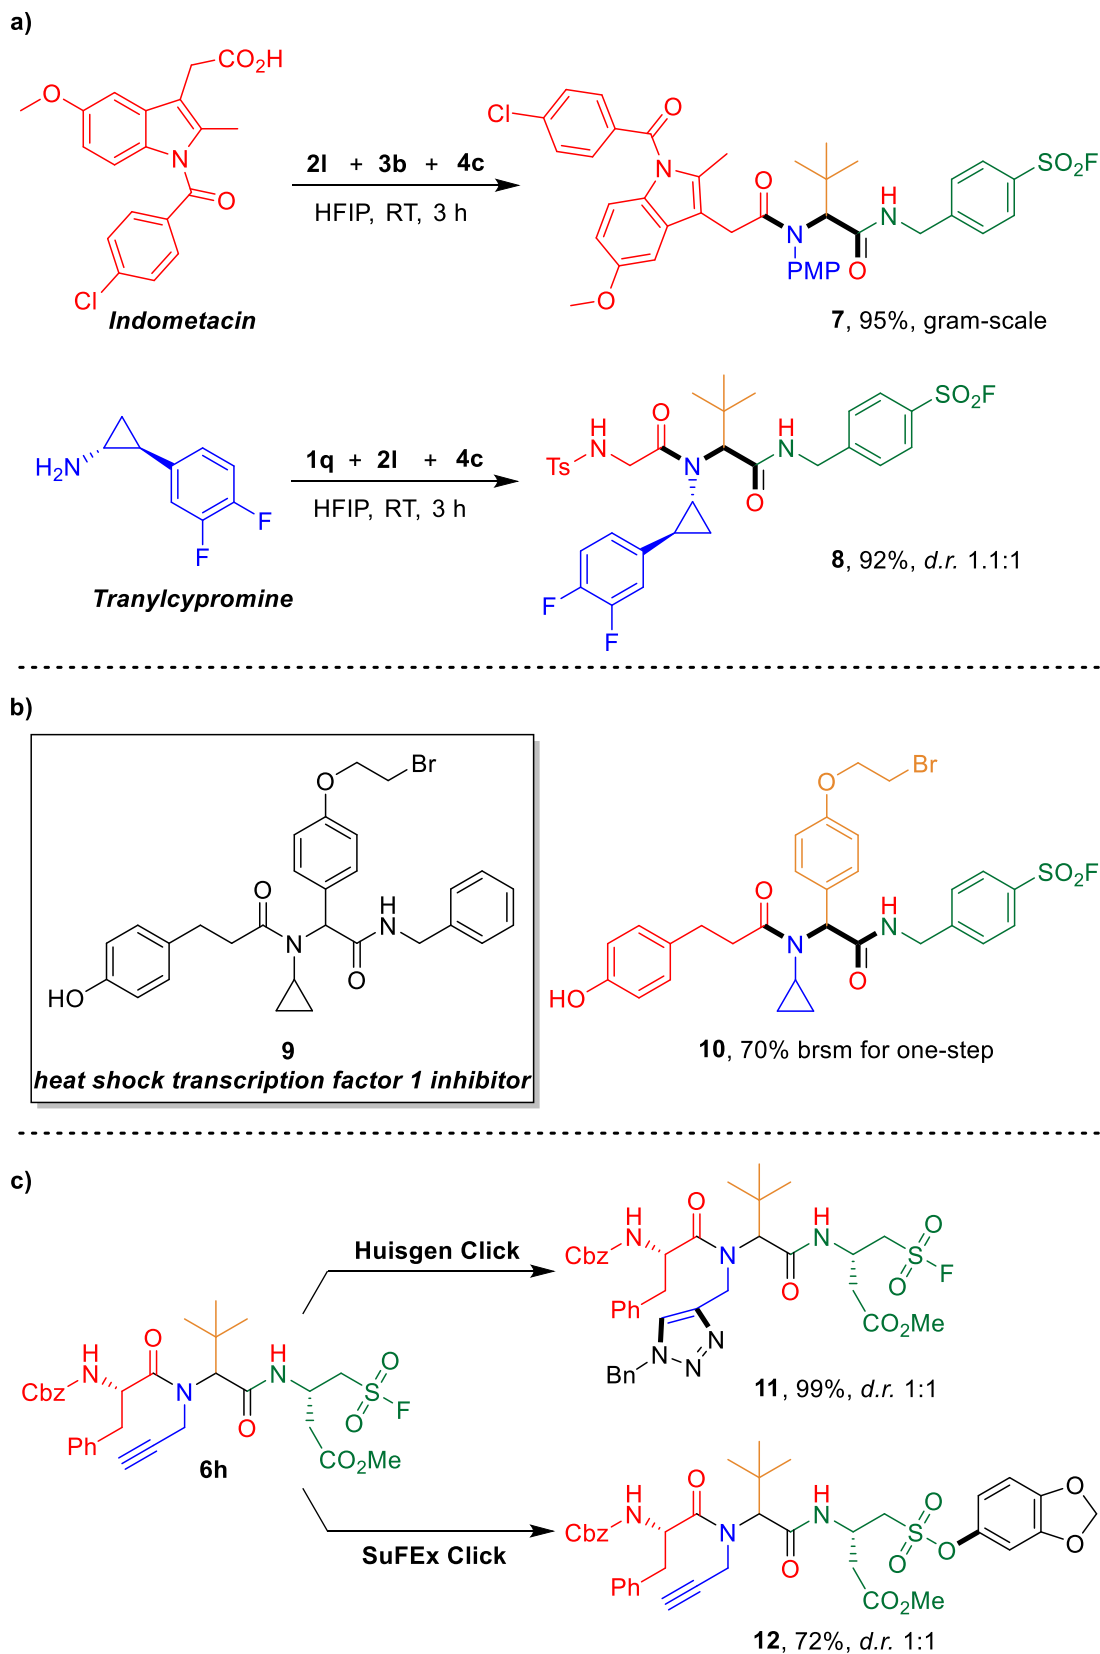 a)
CO2H
O
N
O
Cl
Indometacin
2l + 3b + 4c
HFIP, RT, 3 h
Cl
O
N
O
O
N
PMP
O
H
N
SO2F
7, 95%, gram-scale
H2N
F
F
Tranylcypromine
1q + 2l + 4c
HFIP, RT, 3 h
Ts
H
N
O
N
O
H
N
SO2F
F
F
8, 92%, d.r. 1.1:1
b)
Br
O
O
H
N
N
O
HO
9
heat shock transcription factor 1 inhibitor
Br
O
SO2F
O
H
N
N
O
HO
10, 70% brsm for one-step
c)
Cbz
H
N
O
N
O
H
N
O
S
O
F
Ph
CO2Me
6h
Huisgen Click
SuFEx Click
Cbz
H
N
O
N
O
H
N
O
S
O
F
Ph
CO2Me
N
N
N
Bn
11, 99%, d.r. 1:1
Cbz
H
N
O
N
O
H
N
O
S
O
O
O
O
Ph
CO2Me
12, 72%, d.r. 1:1